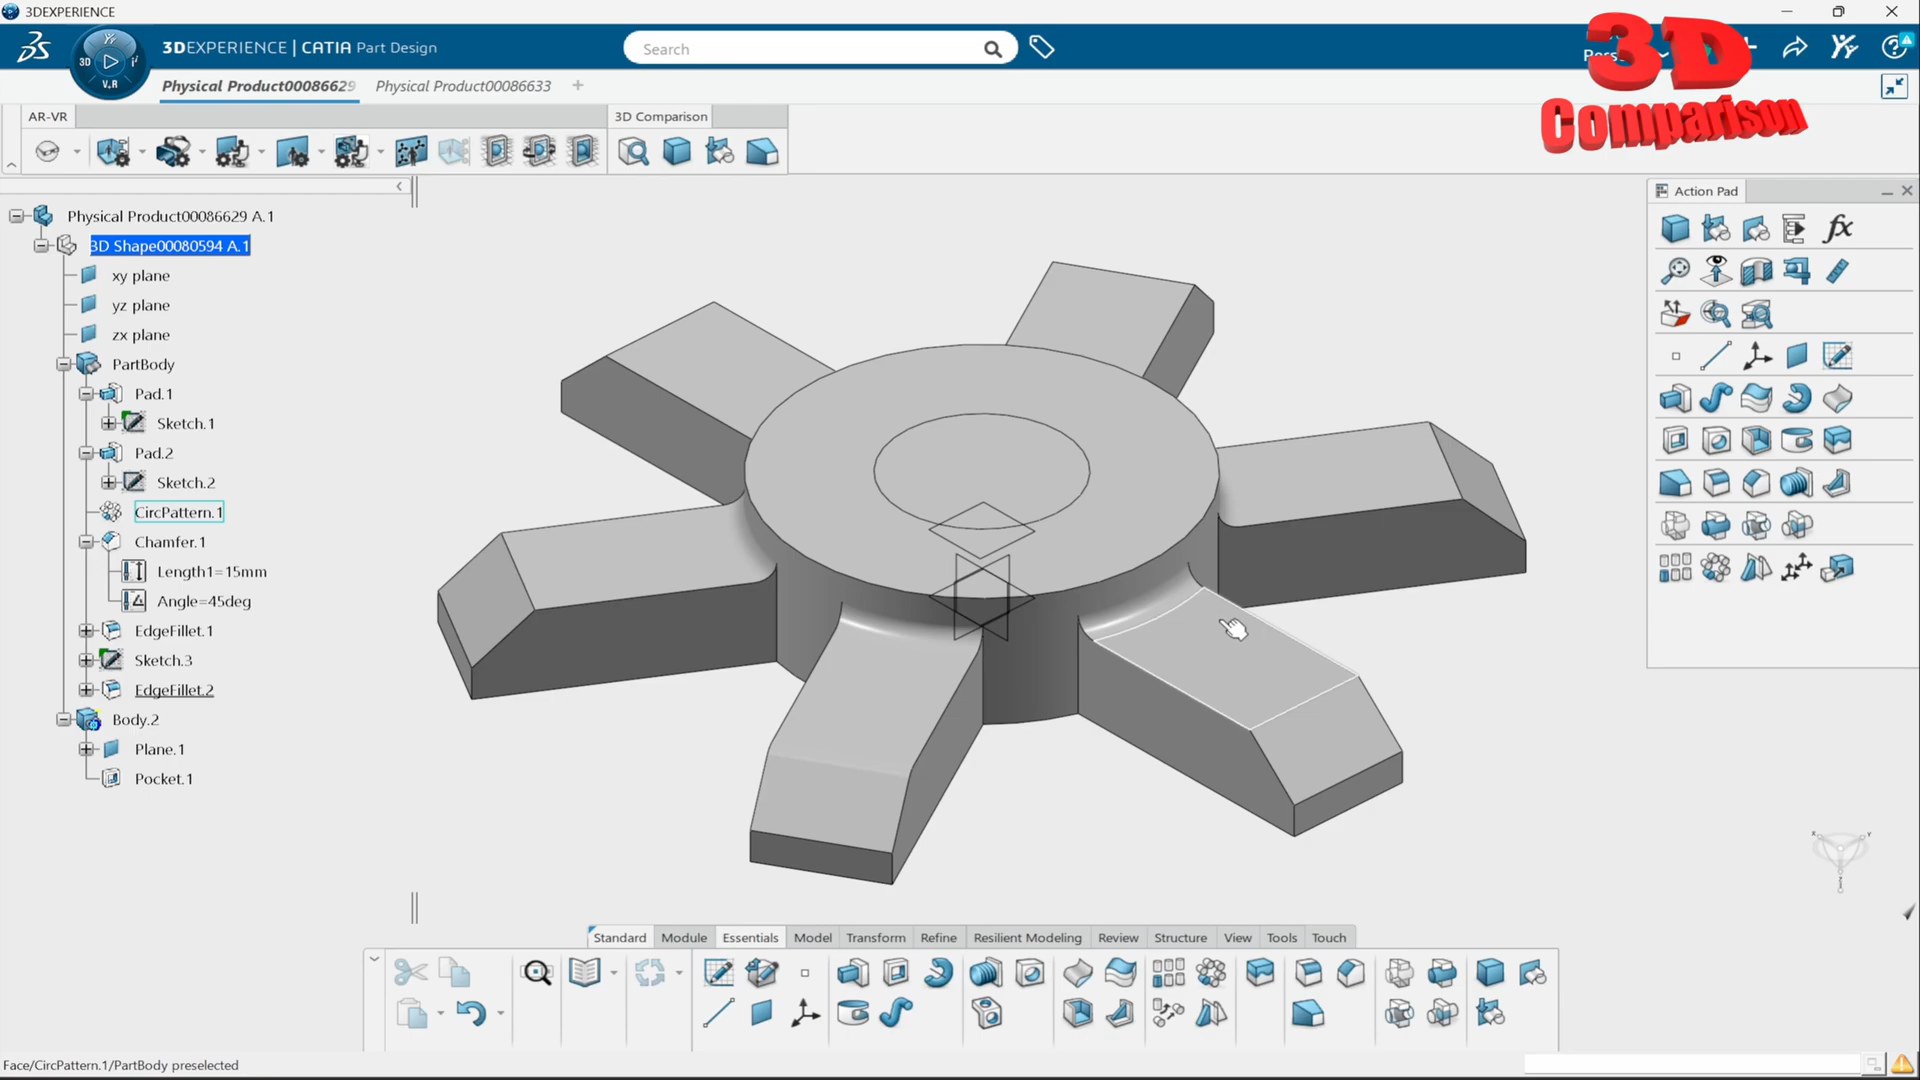 3DEXPERIENCE
3DEXPERIENCE | CATIA Part Design
Search
3D
V.R
3D
Comparison
Physical Product00086629
Physical Product00086633
AR-VR
3D Comparison
Action Pad
Physical Product00086629 A.1
3D Shape00080594 A.1
xy plane
yz plane
zx plane
PartBody
Pad.1
Sketch.1
Pad.2
Sketch.2
CircPattern.1
Chamfer.1
Length1=15mm
Angle=45deg
EdgeFillet.1
Sketch.3
EdgeFillet.2
Body.2
Plane.1
Pocket.1
fx
Standard Module Essentials Model Transform Refine Resilient Modeling Review Structure View Tools Touch
Face/CircPattern.1/PartBody preselected